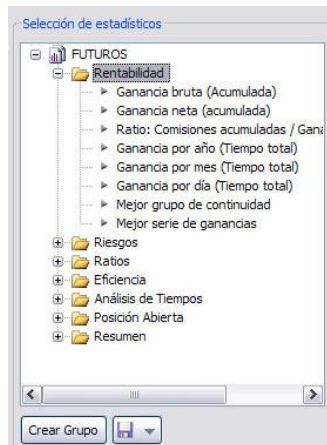 Selección de estadísticos
FUTUROS
Rentabilidad
Ganancia bruta (Acumulada)
Ganancia neta (acumulada)
Ratio: Comisiones acumuladas / Gana
Ganancia por año (Tiempo total)
Ganancia por mes (Tiempo total)
Ganancia por día (Tiempo total)
Mejor grupo de continuidad
Mejor serie de ganancias
Riesgos
Ratios
Eficiencia
Análisis de Tiempos
Posición Abierta
Resumen
Crear Grupo